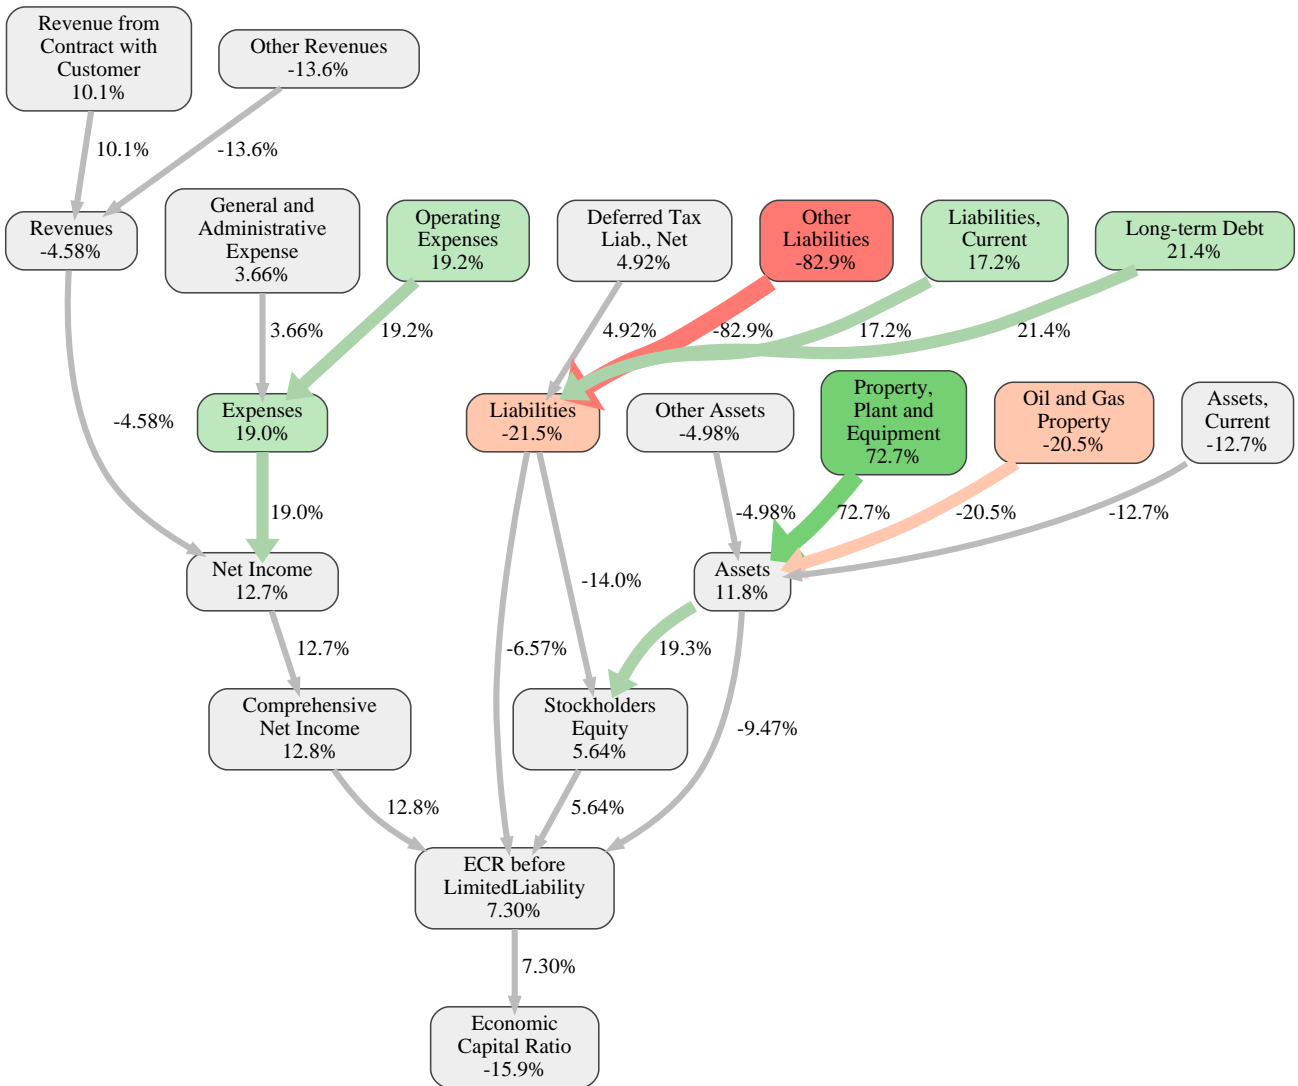 Revenue from
Contract with
Customer
10.1%
Other Revenues
-13.6%
10.1%
-13.6%
Revenues
-4.58%
General and
Administrative
Expense
3.66%
Operating
Expenses
19.2%
Deferred Tax
Liab., Net
4.92%
Other
Liabilities
-82.9%
Liabilities,
Current
17.2%
Long-term Debt
21.4%
3.66%
19.2%
4.92%
-82.9%
17.2%
21.4%
-4.58%
Expenses
19.0%
Liabilities
-21.5%
Other Assets
-4.98%
Property,
Plant and
Equipment
72.7%
Oil and Gas
Property
-20.5%
Assets,
Current
-12.7%
19.0%
-4.98%
72.7%
-20.5%
-12.7%
Net Income
12.7%
-14.0%
Assets
11.8%
12.7%
-6.57%
19.3%
Comprehensive
Net Income
12.8%
Stockholders
Equity
5.64%
-9.47%
12.8%
5.64%
ECR before
LimitedLiability
7.30%
7.30%
Economic
Capital Ratio
-15.9%